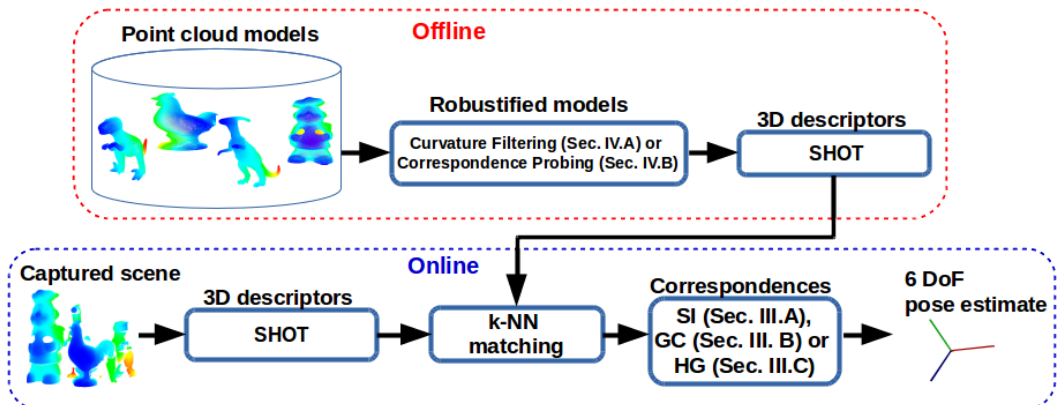 Offline
Point cloud models
Robustified models
Curvature Filtering (Sec. IV.A) or
Correspondence Probing (Sec. IV.B)
3D descriptors
SHOT
Online
Captured scene
3D descriptors
SHOT
k-NN
matching
Correspondences
SI (Sec. III.A),
GC (Sec. III. B) or
HG (Sec. III.C)
6 DoF
pose estimate